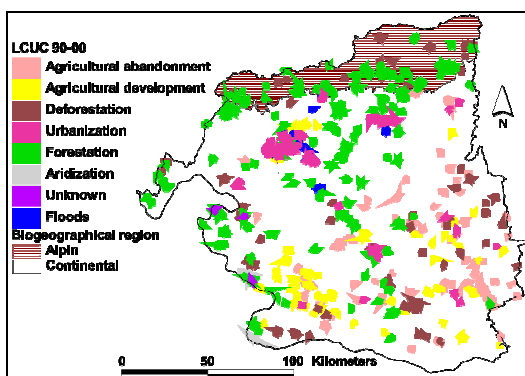 LCUC 90-00
Agricultural abandonment
Agricultural development
Deforestation
Urbanization
Forestation
Aridization
Unknown
Floods
Biogeographical region
Alpin
Continental
N
0 50 100 Kilometers